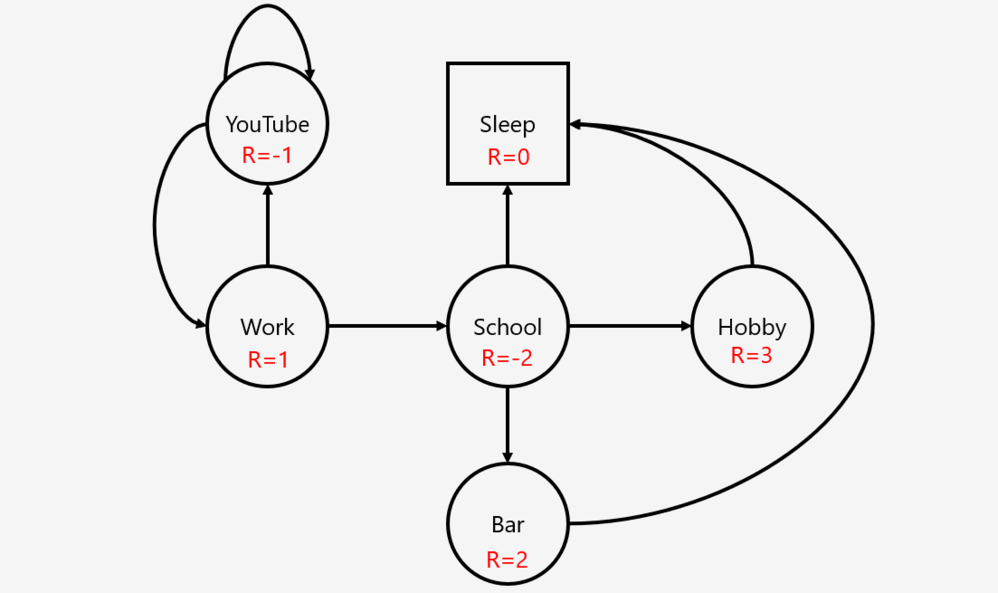 YouTube
R=-1
Sleep
R=0
Work
R=1
School
R=-2
Hobby
R=3
Bar
R=2